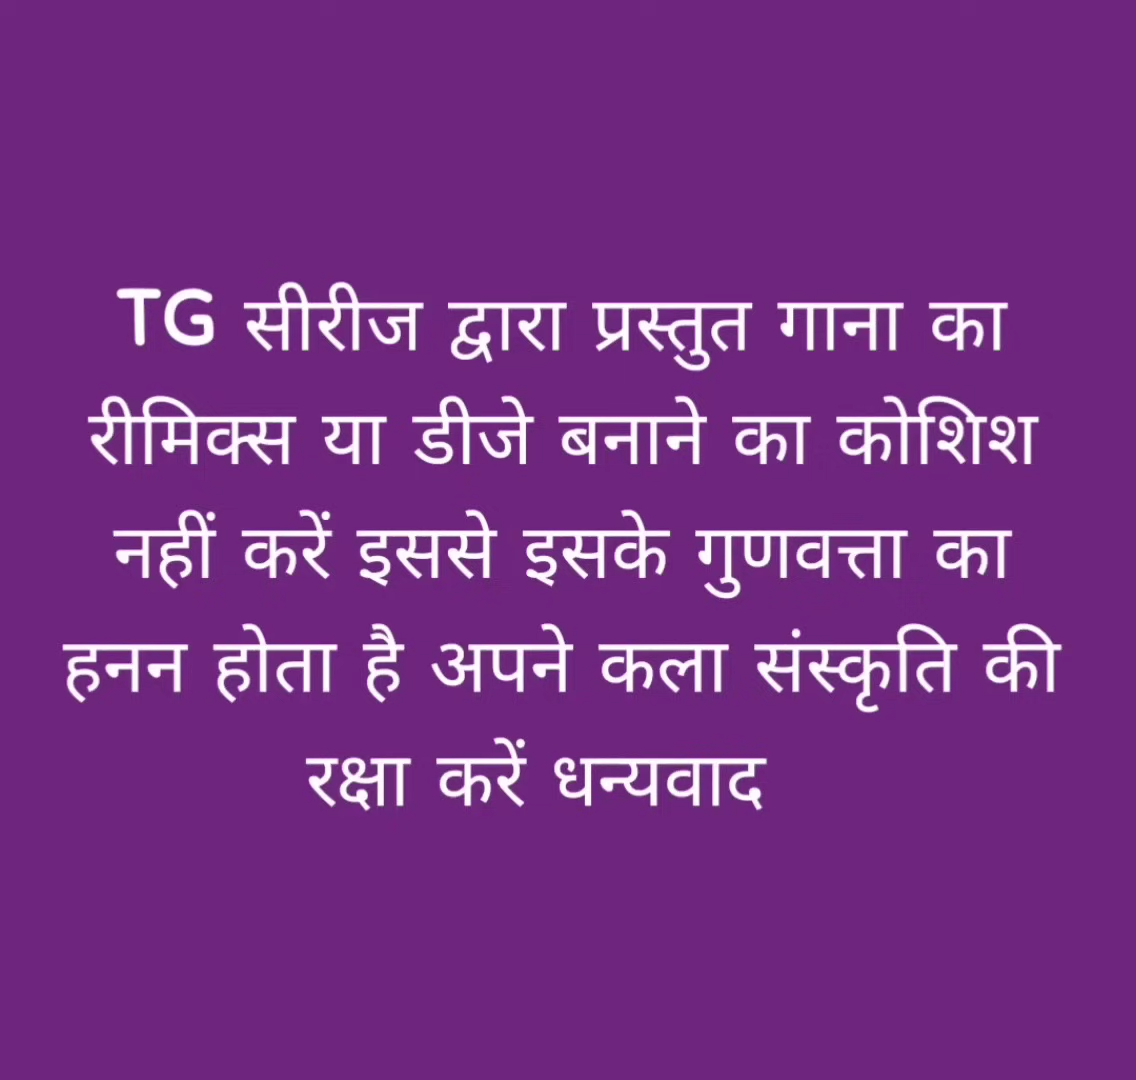 TG सीरीज द्वारा प्रस्तुत गाना का
रीमिक्स या डीजे बनाने का कोशिश
नहीं करें इससे इसके गुणवत्ता का
हनन होता है अपने कला संस्कृति की
रक्षा करें धन्यवाद